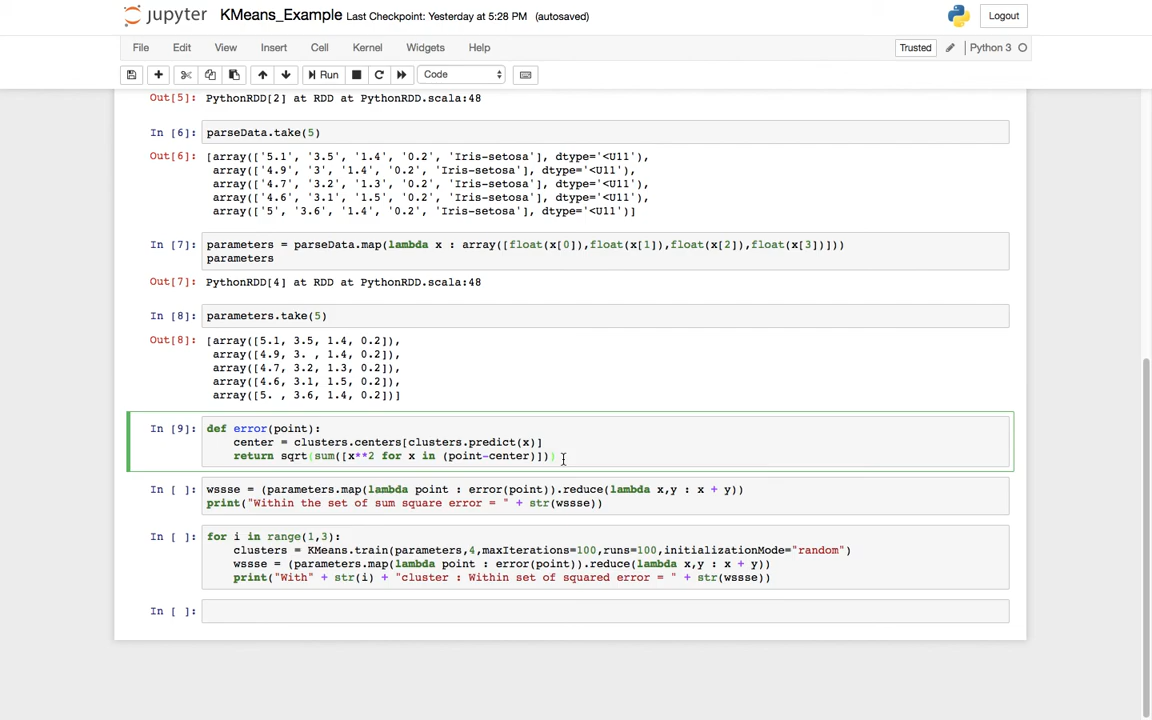 jupyter KMeans_Example Last Checkpoint: Yesterday at 5:28 PM (autosaved) Logout
File Edit View Insert Cell Kernel Widgets Help Trusted Python 3
Run Code
Out[5]: PythonRDD[2] at RDD at PythonRDD.scala:48
In [6]: parseData.take(5)
Out[6]: [array(['5.1', '3.5', '1.4', '0.2', 'Iris-setosa'], dtype='<U11'),
array(['4.9', '3', '1.4', '0.2', 'Iris-setosa'], dtype='<U11'),
array(['4.7', '3.2', '1.3', '0.2', 'Iris-setosa'], dtype='<U11'),
array(['4.6', '3.1', '1.5', '0.2', 'Iris-setosa'], dtype='<U11'),
array(['5', '3.6', '1.4', '0.2', 'Iris-setosa'], dtype='<U11')]
In [7]: parameters = parseData.map(lambda x : array([float(x[0]),float(x[1]),float(x[2]),float(x[3])]))
parameters
Out[7]: PythonRDD[4] at RDD at PythonRDD.scala:48
In [8]: parameters.take(5)
Out[8]: [array([5.1, 3.5, 1.4, 0.2]),
array([4.9, 3. , 1.4, 0.2]),
array([4.7, 3.2, 1.3, 0.2]),
array([4.6, 3.1, 1.5, 0.2]),
array([5. , 3.6, 1.4, 0.2])]
In [9]: def error(point):
center = clusters.centers[clusters.predict(x)]
return sqrt(sum([x**2 for x in (point-center)]))
In [ ]: wssse = (parameters.map(lambda point : error(point)).reduce(lambda x,y : x + y))
print("Within the set of sum square error = " + str(wssse))
In [ ]: for i in range(1,3):
clusters = KMeans.train(parameters,4,maxIterations=100,runs=100,initializationMode="random")
wssse = (parameters.map(lambda point : error(point)).reduce(lambda x,y : x + y))
print("With" + str(i) + "cluster : Within set of squared error = " + str(wssse))
In [ ]: